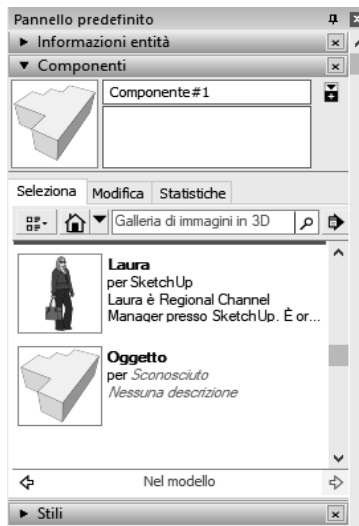 Pannello predefinito
Informazioni entità
Componenti
Componente#1
Seleziona Modifica Statistiche
Galleria di immagini in 3D
Laura
per SketchUp
Laura è Regional Channel
Manager presso SketchUp. È or...
Oggetto
per Sconosciuto
Nessuna descrizione
Nel modello
Stili